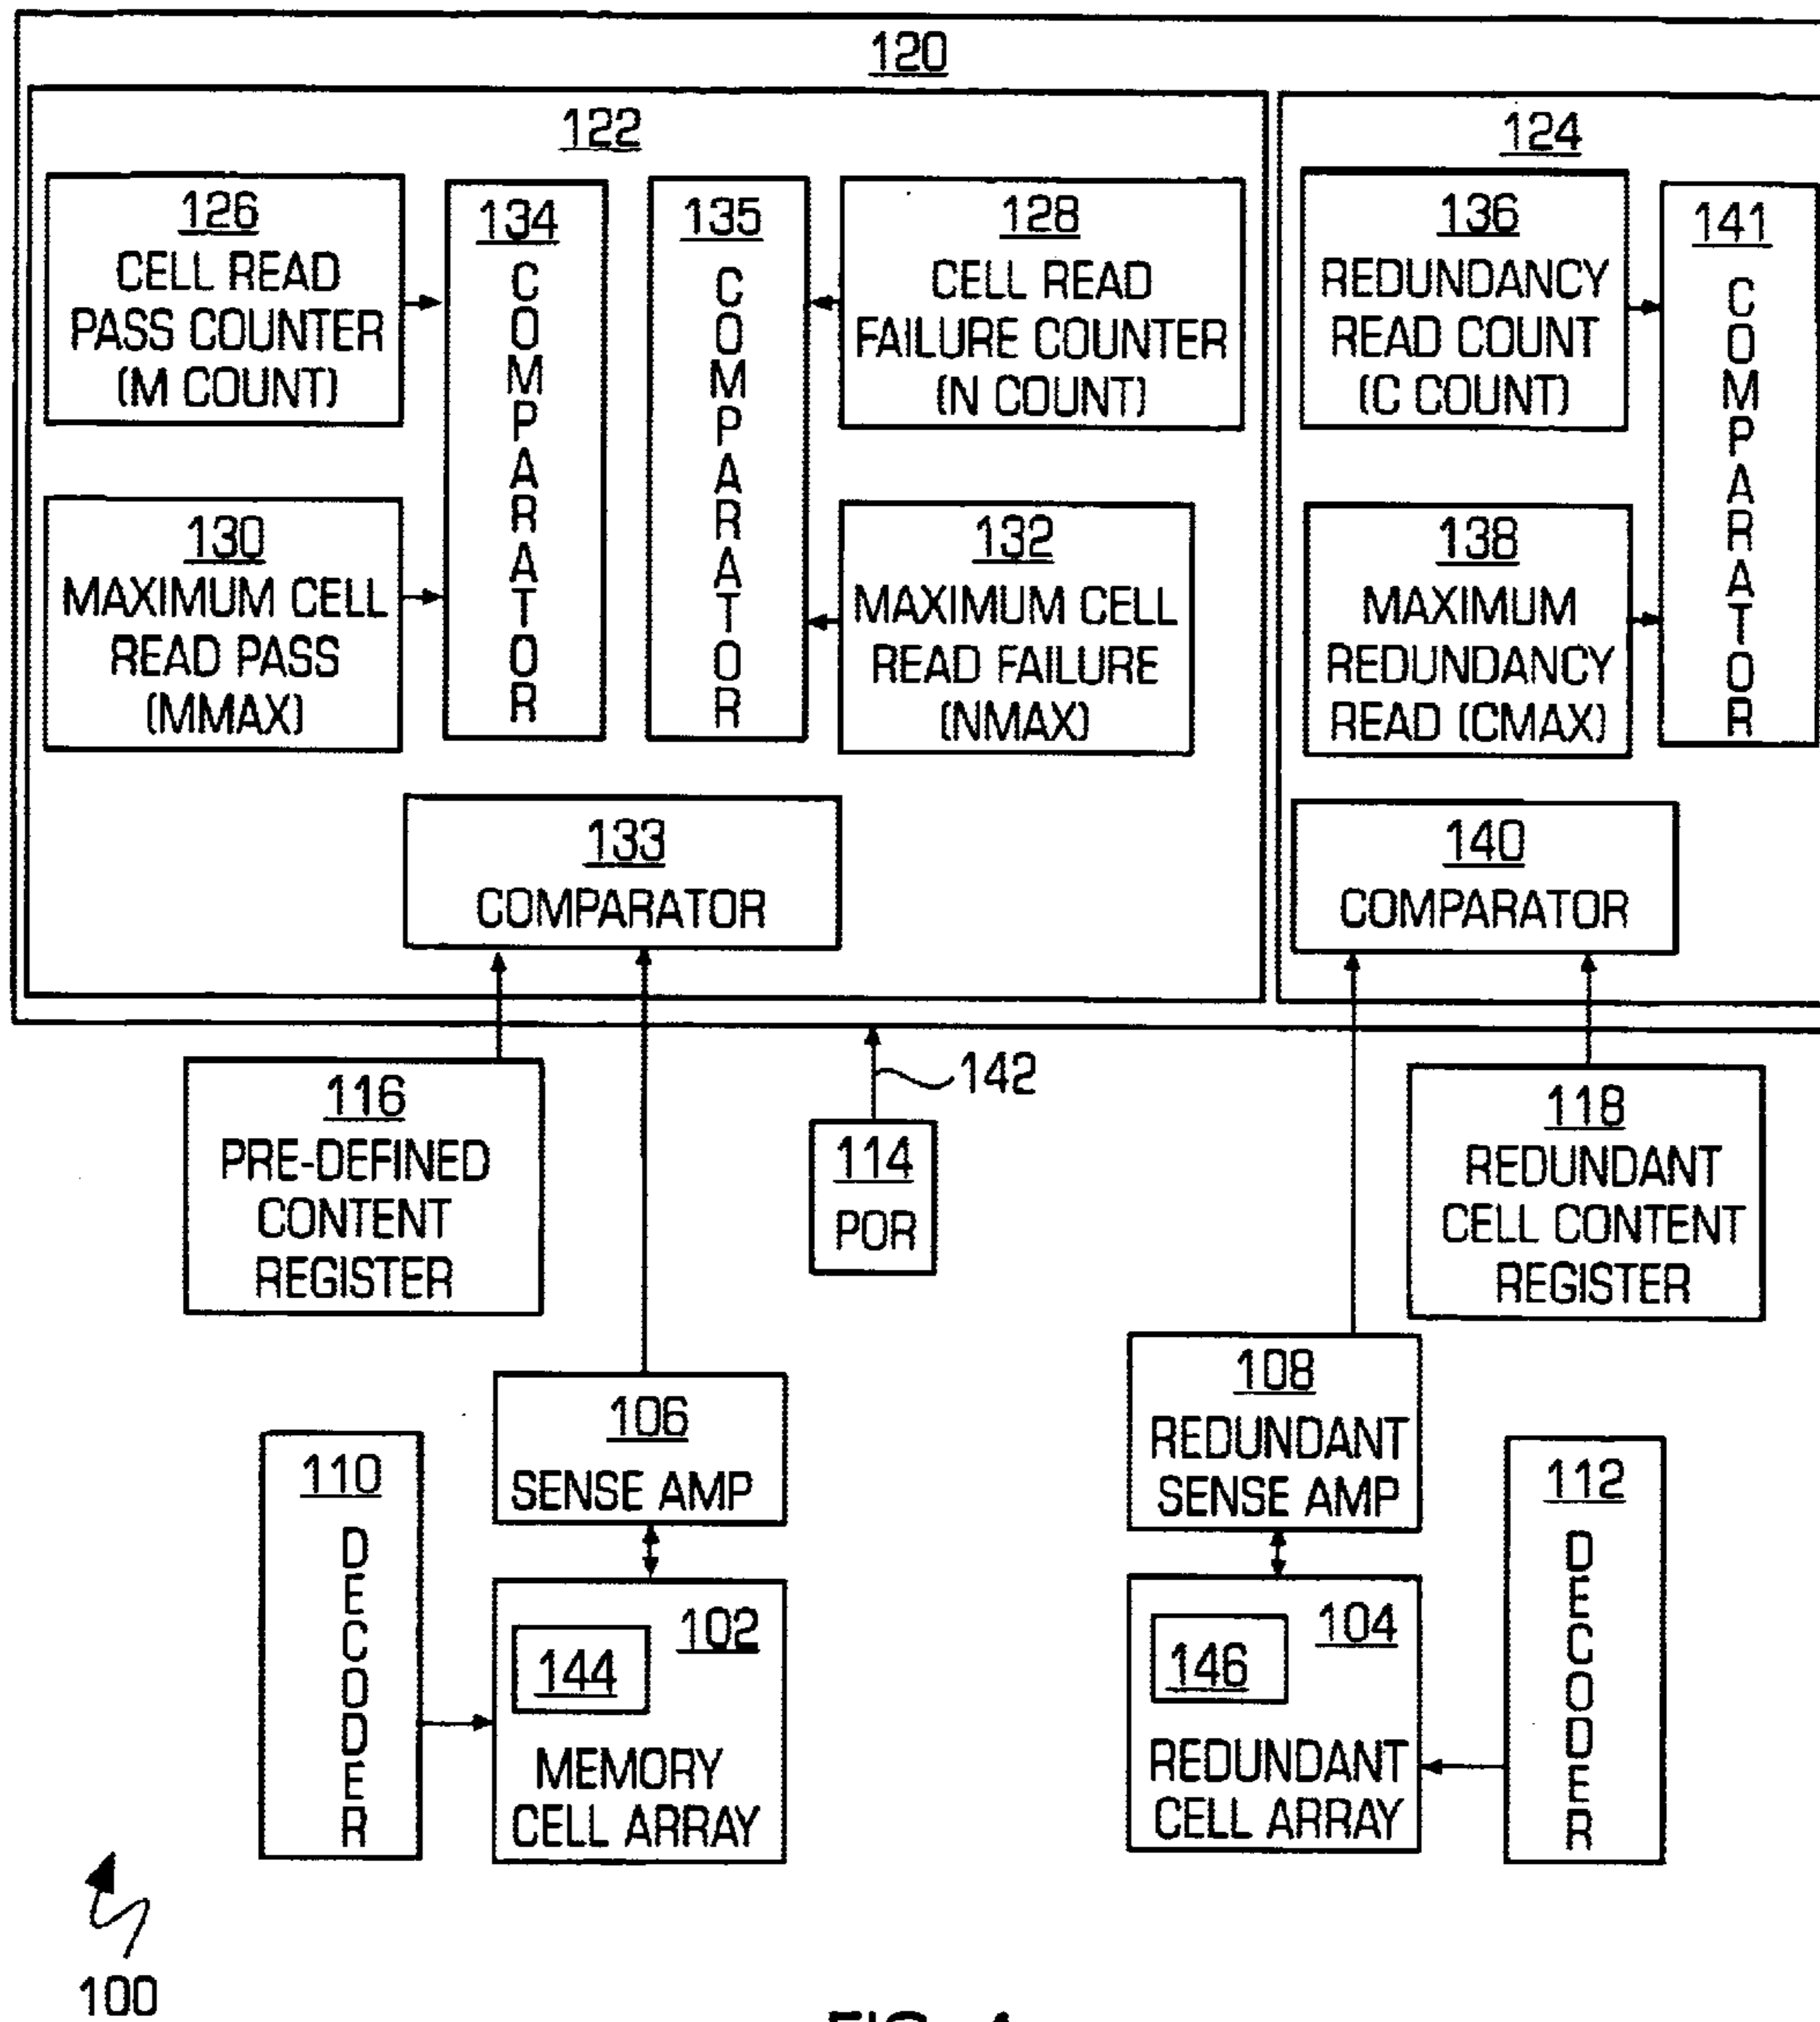 120
122
126
CELL READ
PASS COUNTER
(M COUNT)
134
COMPARATOR
135
COMPARATOR
128
CELL READ
FAILURE COUNTER
(N COUNT)
130
MAXIMUM CELL
READ PASS
(MMAX)
132
MAXIMUM CELL
READ FAILURE
(NMAX)
133
COMPARATOR
124
136
REDUNDANCY
READ COUNT
(C COUNT)
141
COMPARATOR
138
MAXIMUM
REDUNDANCY
READ (CMAX)
140
COMPARATOR
116
PRE-DEFINED
CONTENT
REGISTER
142
114
POR
118
REDUNDANT
CELL CONTENT
REGISTER
106
SENSE AMP
108
REDUNDANT
SENSE AMP
110
DECODER
144
102
MEMORY
CELL ARRAY
146
104
REDUNDANT
CELL ARRAY
112
DECODER
100